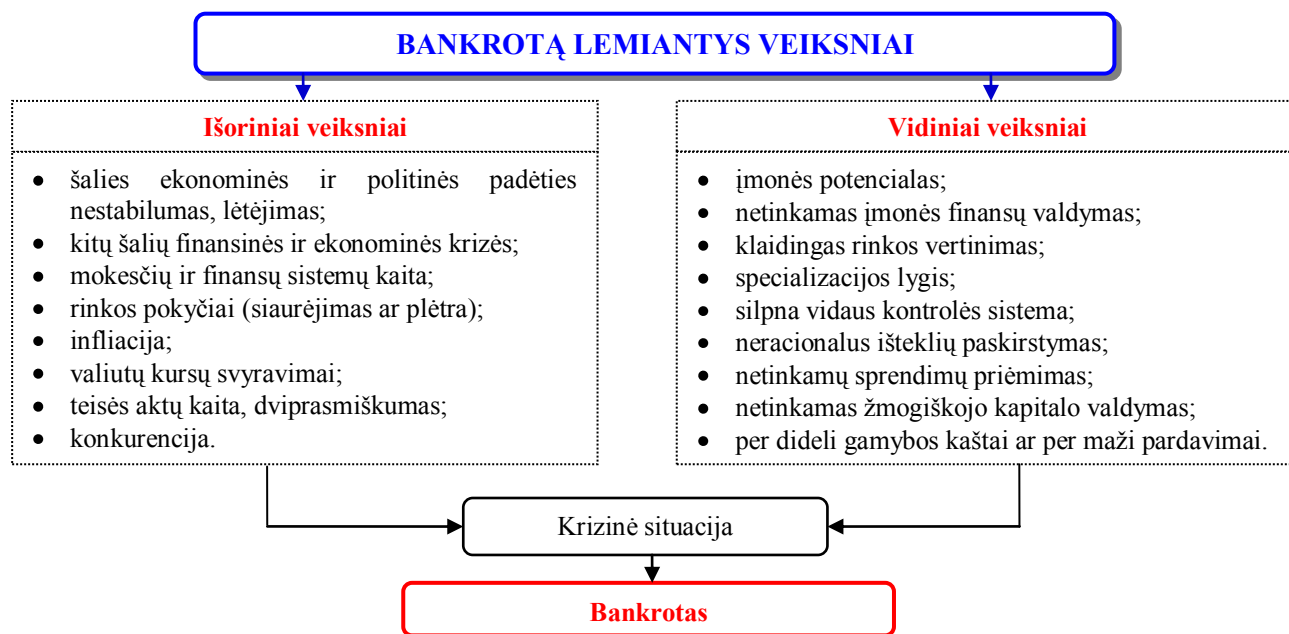 BANKROTĄ LEMIANTYS VEIKSNIAI
Išoriniai veiksniai
• šalies ekonominės ir politinės padėties
nestabilumas, lėtėjimas;
• kitų šalių finansinės ir ekonominės krizės;
• mokesčių ir finansų sistemų kaita;
• rinkos pokyčiai (siaurėjimas ar plėtra);
• infliacija;
• valiutų kursų svyravimai;
• teisės aktų kaita, dviprasmiškumas;
• konkurencija.
Vidiniai veiksniai
• įmonės potencialas;
• netinkamas įmonės finansų valdymas;
• klaidingas rinkos vertinimas;
• specializacijos lygis;
• silpna vidaus kontrolės sistema;
• neracionalus išteklių paskirstymas;
• netinkamų sprendimų priėmimas;
• netinkamas žmogiškojo kapitalo valdymas;
• per dideli gamybos kaštai ar per maži pardavimai.
Krizinė situacija
Bankrotas